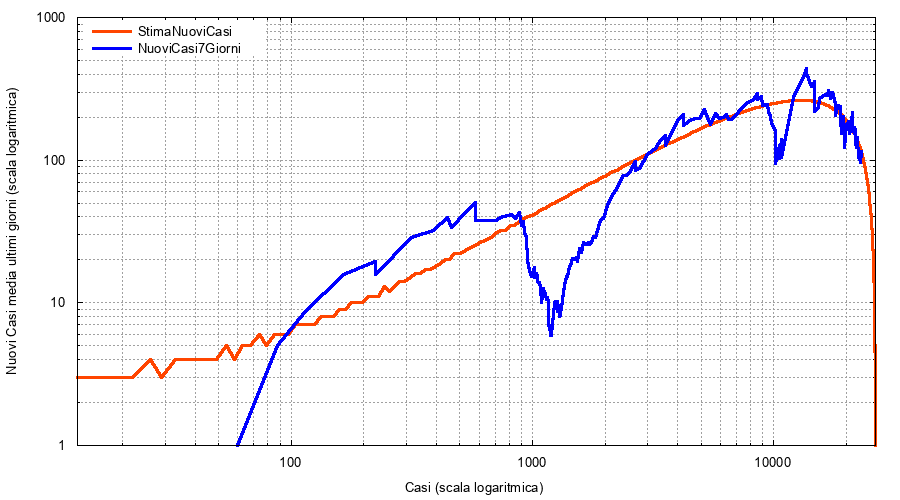 1000
StimaNuoviCasi
NuoviCasi7Giorni
100
10
1
Nuovi Casi media ultimi giorni (scala logaritmica)
100
1000
10000
Casi (scala logaritmica)